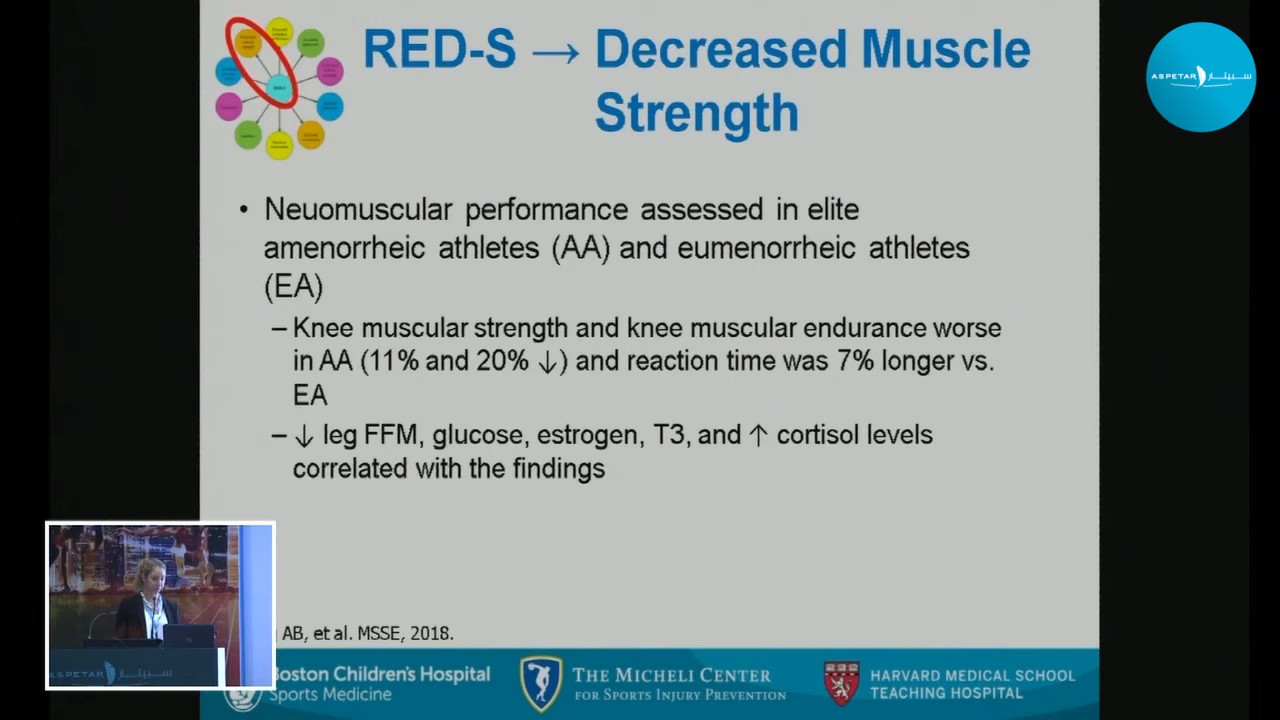 RED-S → Decreased Muscle
Strength
ASPETAR سبيتار
• Neuomuscular performance assessed in elite
amenorrheic athletes (AA) and eumenorrheic athletes
(EA)
– Knee muscular strength and knee muscular endurance worse
in AA (11% and 20% ↓) and reaction time was 7% longer vs.
EA
– ↓ leg FFM, glucose, estrogen, T3, and ↑ cortisol levels
correlated with the findings
AB, et al. MSSE, 2018.
ASPETAR سبيتار
Boston Children's Hospital
Sports Medicine
THE MICHELI CENTER
FOR SPORTS INJURY PREVENTION
HARVARD MEDICAL SCHOOL
TEACHING HOSPITAL